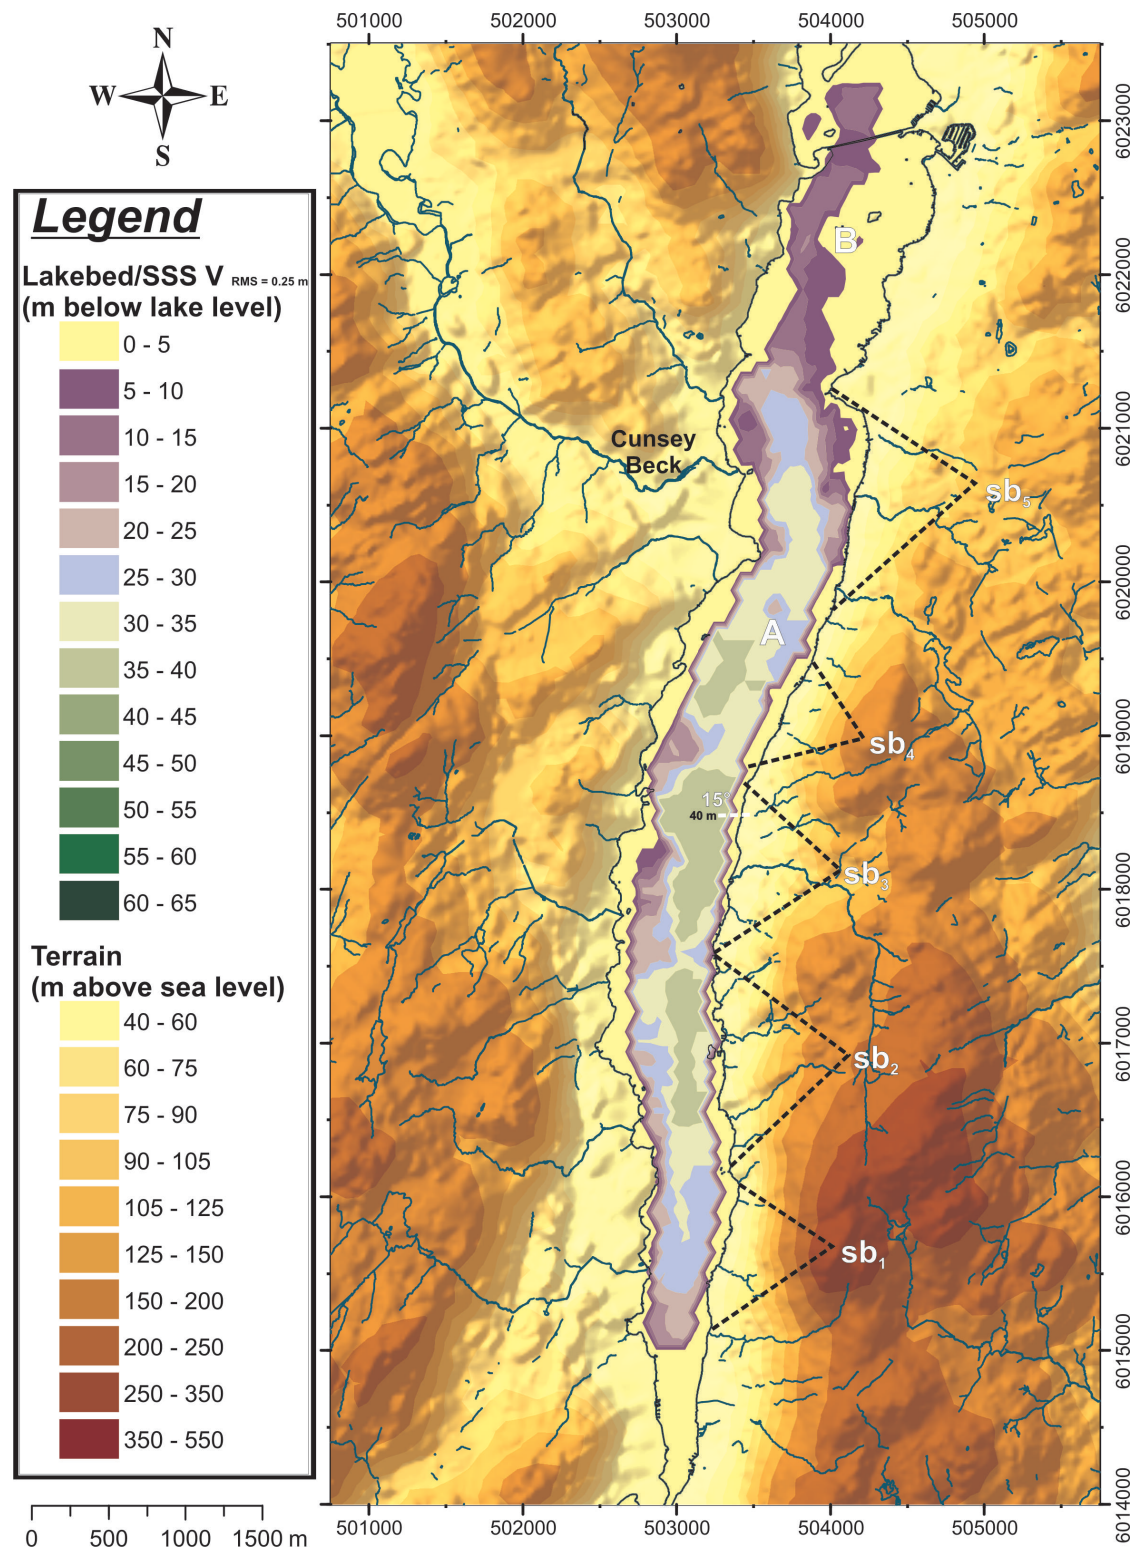 501000 502000 503000 504000 505000
N
W E
S
Legend
Lakebed/SSS V RMS = 0.25 m
(m below lake level)
0 - 5
5 - 10
10 - 15
15 - 20
20 - 25
25 - 30
30 - 35
35 - 40
40 - 45
45 - 50
50 - 55
55 - 60
60 - 65
Terrain
(m above sea level)
40 - 60
60 - 75
75 - 90
90 - 105
105 - 125
125 - 150
150 - 200
200 - 250
250 - 350
350 - 550
0 500 1000 1500 m
B
Cunsey
Beck
sb5
A
sb4
15°
40 m
sb3
sb2
sb1
6023000
6022000
6021000
6020000
6019000
6018000
6017000
6016000
6015000
6014000
501000 502000 503000 504000 505000